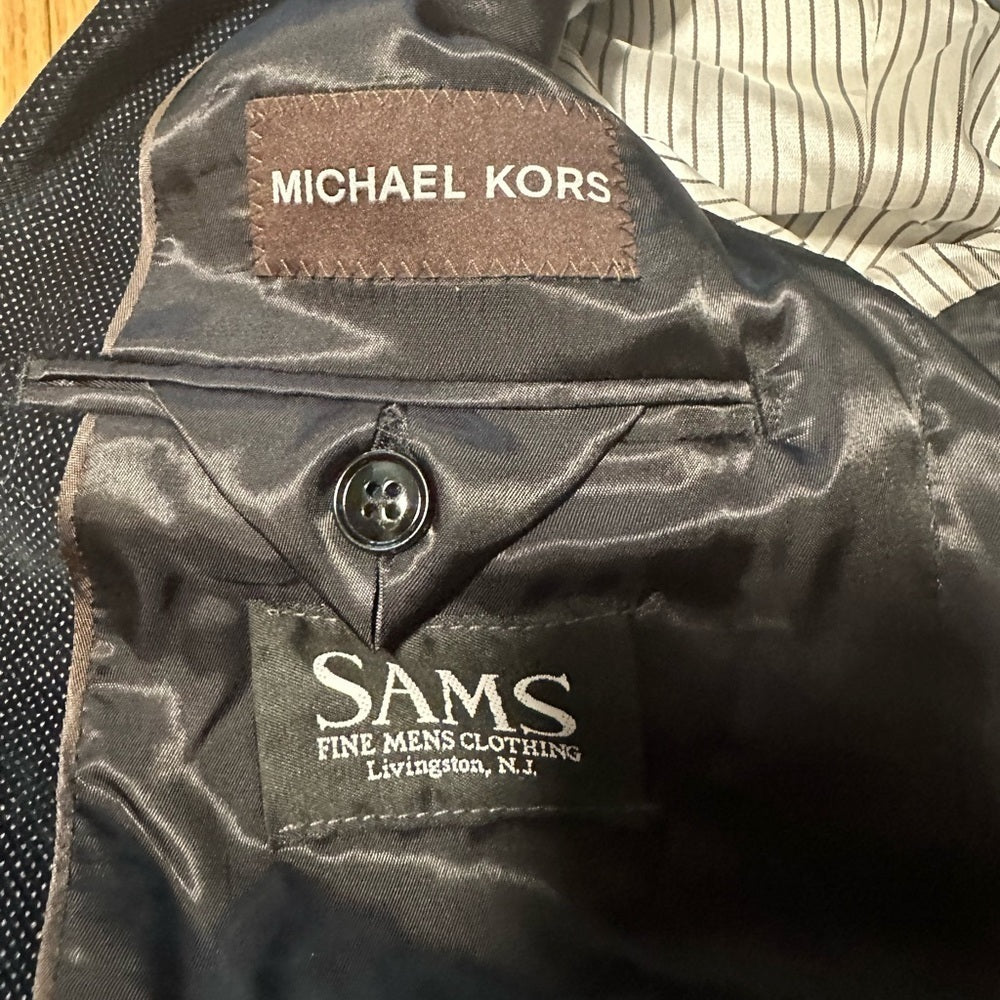 MICHAEL KORS
SAMS
FINE MENS CLOTHING
Livingston, N.J.